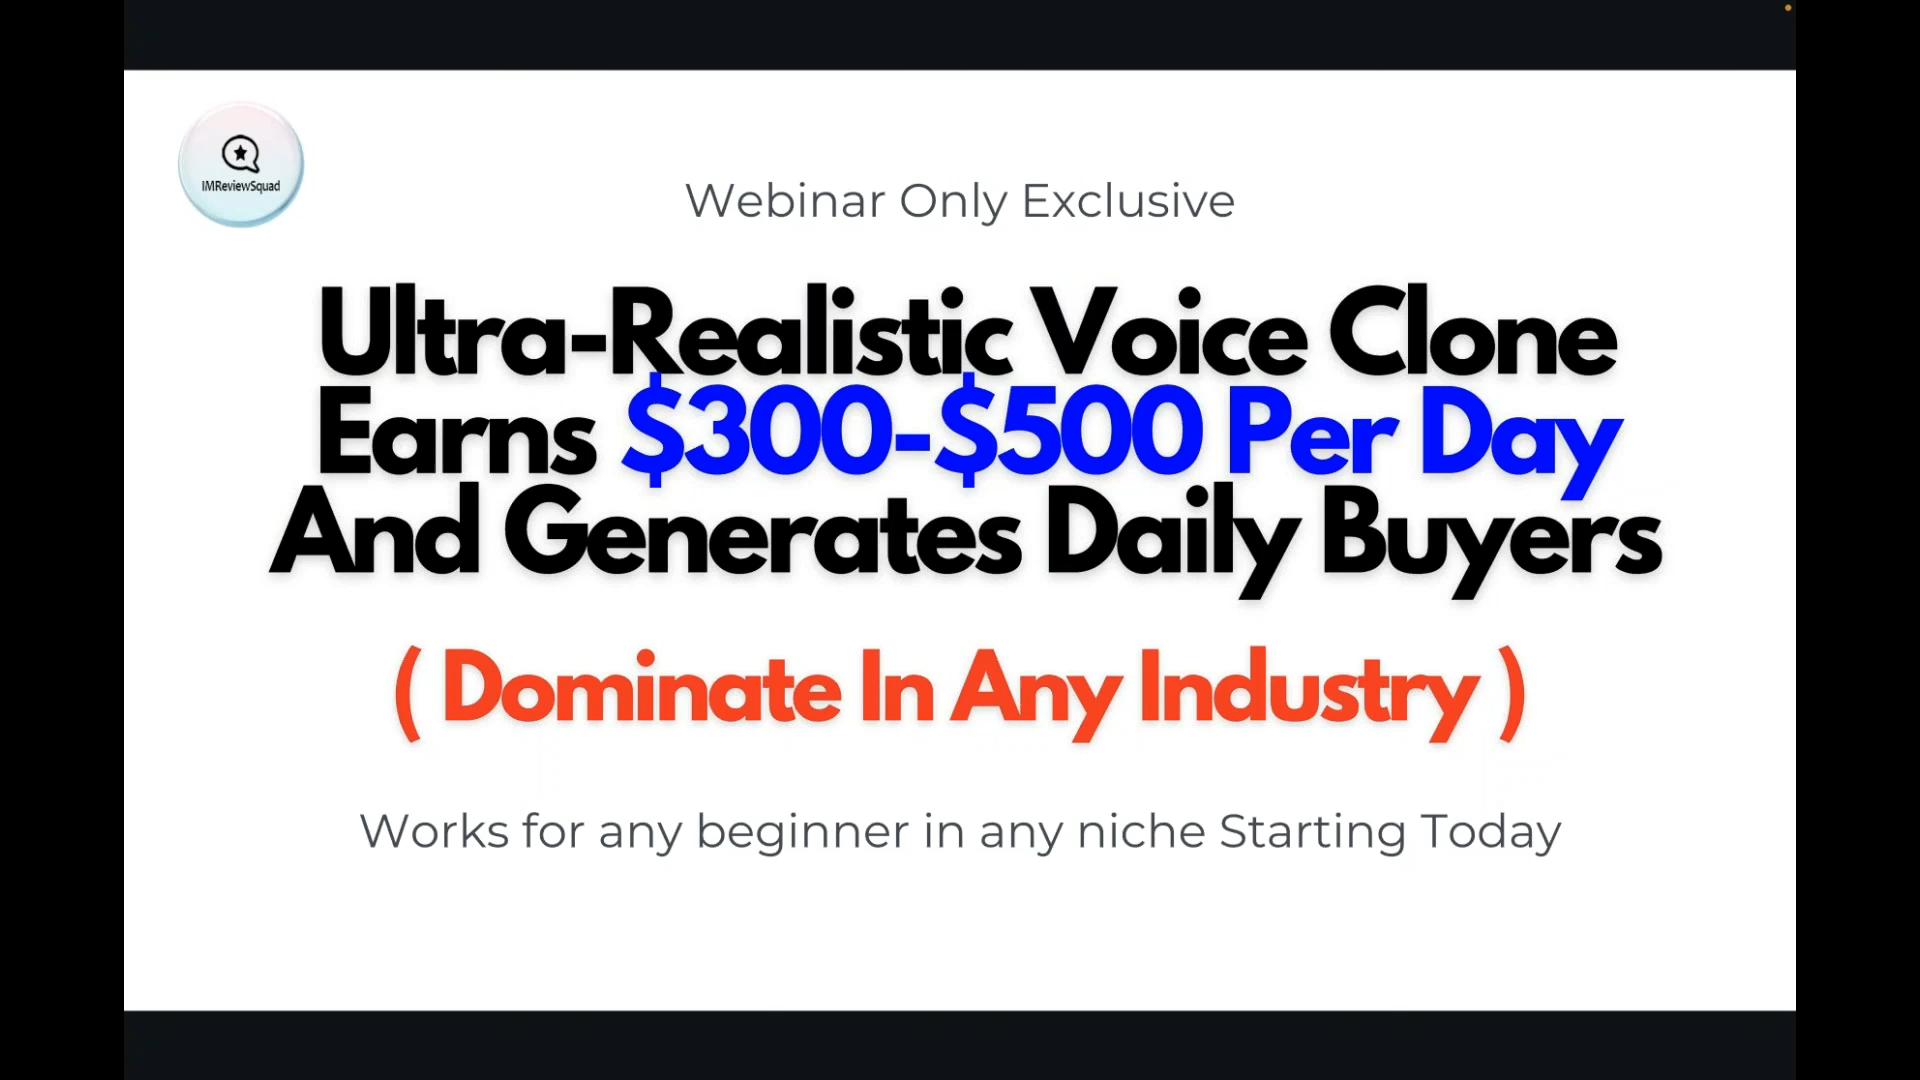 IMReviewSquad
Webinar Only Exclusive
Ultra-Realistic Voice Clone
Earns $300-$500 Per Day
And Generates Daily Buyers
( Dominate In Any Industry )
Works for any beginner in any niche Starting Today